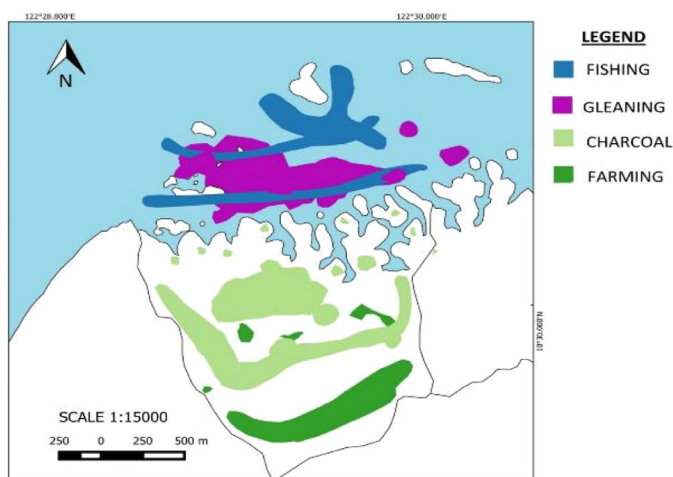 122°28.800'E
122°30.000'E
N
LEGEND
FISHING
GLEANING
CHARCOAL
FARMING
10°30.000'N
SCALE 1:15000
250 0 250 500 m